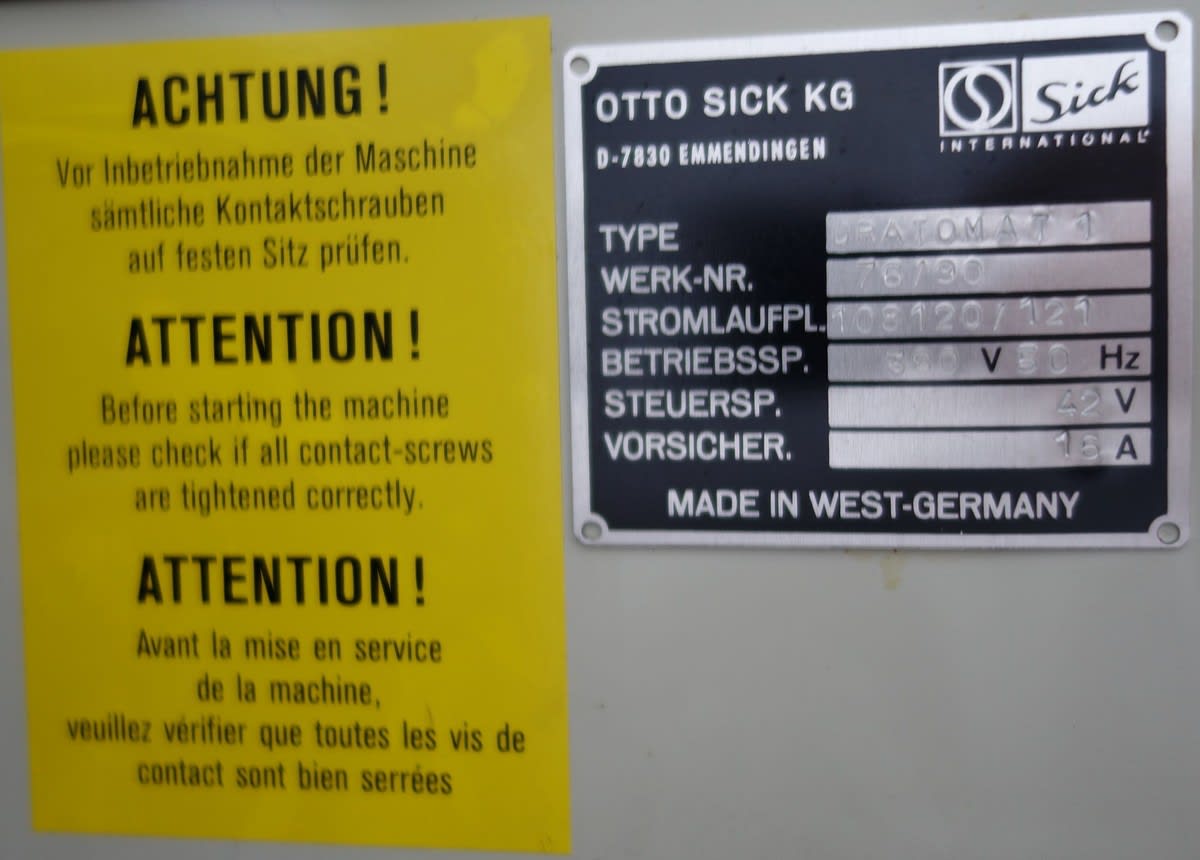 ACHTUNG!
Vor Inbetriebnahme der Maschine
sämtliche Kontaktschrauben
auf festen Sitz prüfen.
ATTENTION!
Before starting the machine
please check if all contact-screws
are tightened correctly.
ATTENTION!
Avant la mise en service
de la machine,
veuillez vérifier que toutes les vis de
contact sont bien serrées
OTTO SICK KG
D-7830 EMMENDINGEN
Sick
INTERNATIONAL
TYPE 1
WERK-NR.
STROMLAUFPL. 108120/121
BETRIEBSSP. V Hz
STEUERSP. 42 V
VORSICHER. A
MADE IN WEST-GERMANY